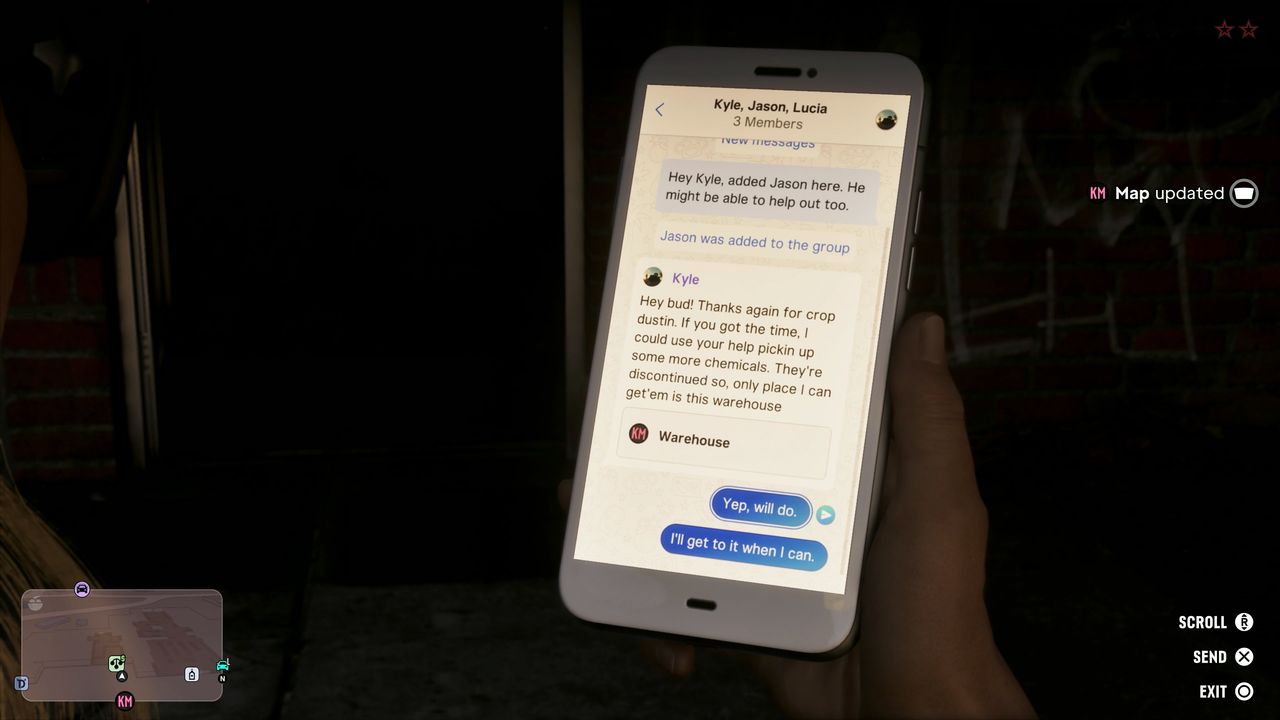 Kyle, Jason, Lucia
3 Members
New messages
Hey Kyle, added Jason here. He
might be able to help out too.
Jason was added to the group
Kyle
Hey bud! Thanks again for crop
dustin. If you got the time, I
could use your help pickin up
some more chemicals. They're
discontinued so, only place I can
get'em is this warehouse
KM Warehouse
Yep, will do.
I'll get to it when I can.
KM Map updated
SCROLL R
SEND
EXIT
D
KM
L
N